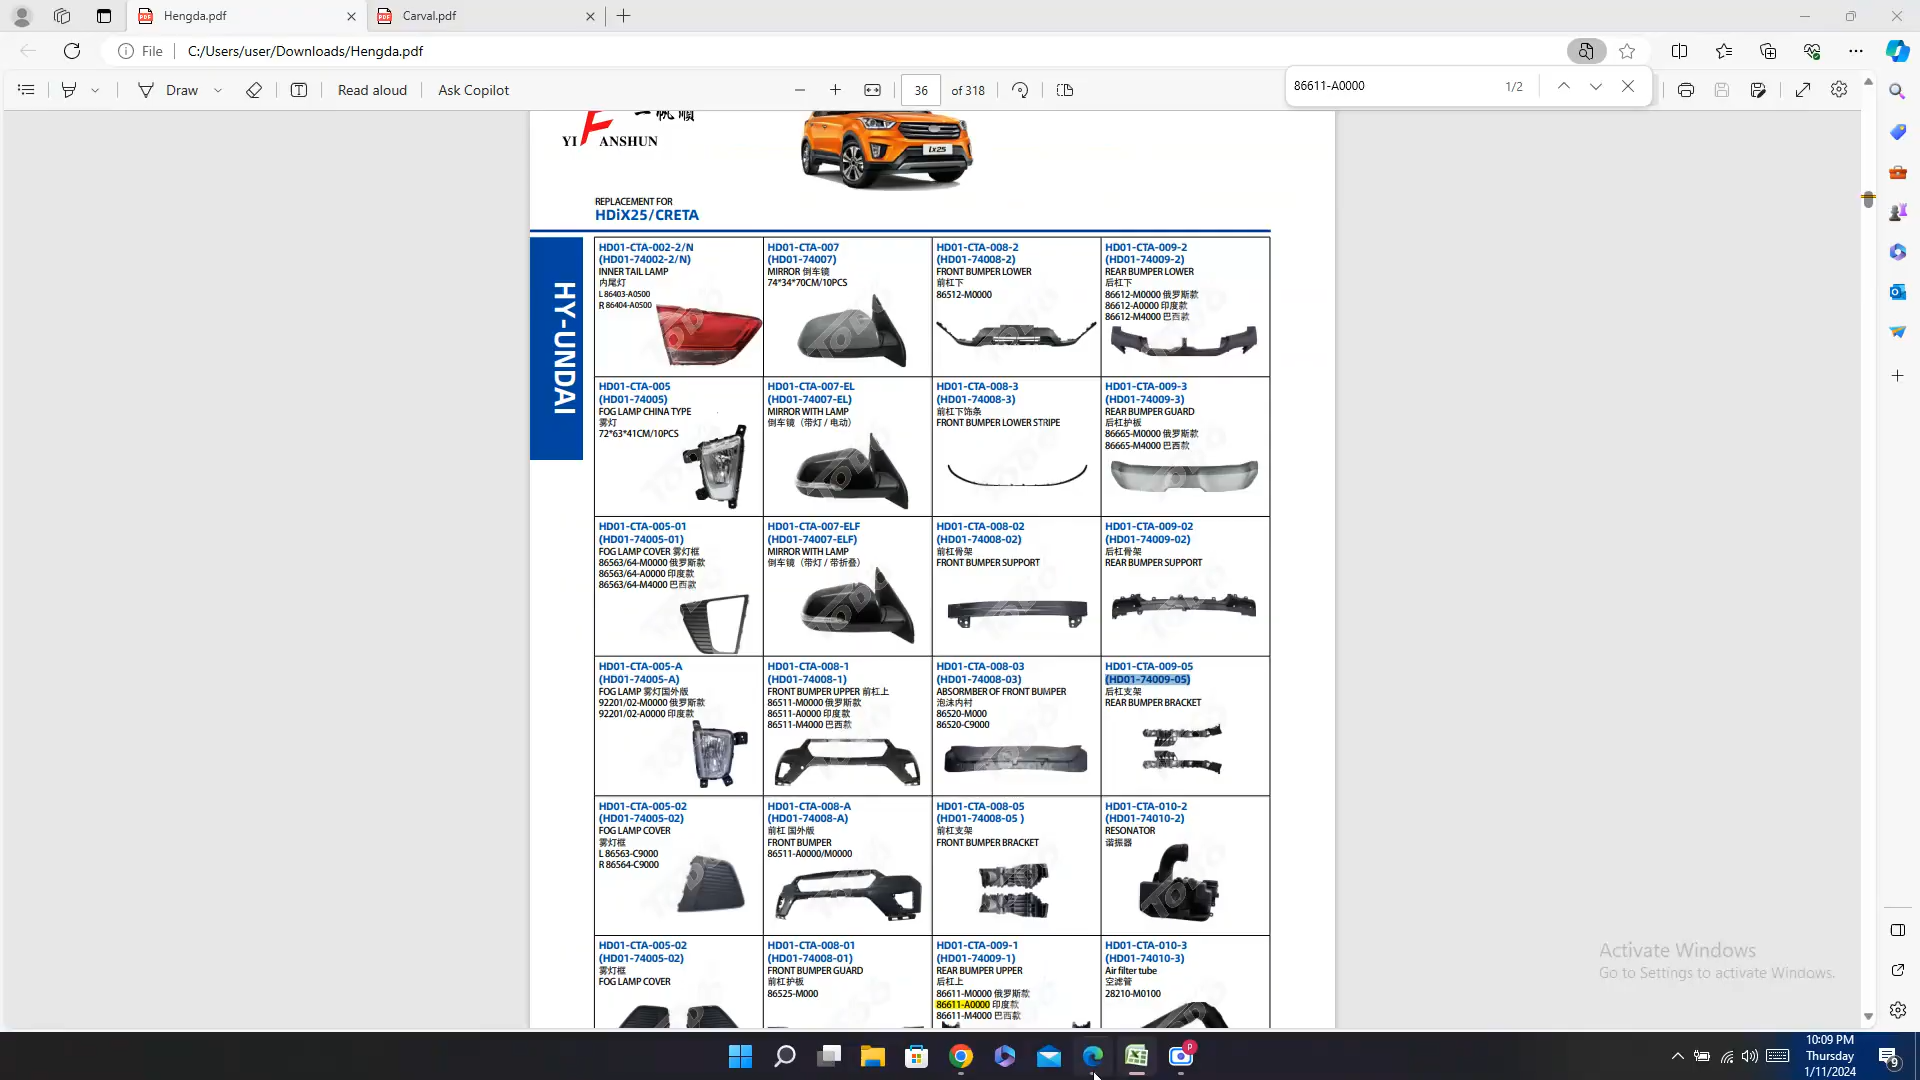 Hengda.pdf
Carval.pdf
File
C:/Users/user/Downloads/Hengda.pdf
Draw
Read aloud
Ask Copilot
36
of 318
86611-A0000
1/2
一帆顺
YI
ANSHUN
ix25
REPLACEMENT FOR
HDiX25/CRETA
HY-UNDAI
HD01-CTA-002-2/N
(HD01-74002-2/N)
INNER TAIL LAMP
内尾灯
L 86403-A0500
R 86404-A0500
HD01-CTA-007
(HD01-74007)
MIRROR 倒车镜
74*34*70CM/10PCS
HD01-CTA-008-2
(HD01-74008-2)
FRONT BUMPER LOWER
前杠下
86512-M0000
HD01-CTA-009-2
(HD01-74009-2)
REAR BUMPER LOWER
后杠下
86612-M0000 俄罗斯款
86612-A0000 印度款
86612-M4000 巴西款
HD01-CTA-005
(HD01-74005)
FOG LAMP CHINA TYPE
雾灯
72*63*41CM/10PCS
HD01-CTA-007-EL
(HD01-74007-EL)
MIRROR WITH LAMP
倒车镜（带灯 / 电动）
HD01-CTA-008-3
(HD01-74008-3)
前杠下饰条
FRONT BUMPER LOWER STRIPE
HD01-CTA-009-3
(HD01-74009-3)
REAR BUMPER GUARD
后杠护板
86665-M0000 俄罗斯款
86665-M4000 巴西款
HD01-CTA-005-01
(HD01-74005-01)
FOG LAMP COVER 雾灯框
86563/64-M0000 俄罗斯款
86563/64-A0000 印度款
86563/64-M4000 巴西款
HD01-CTA-007-ELF
(HD01-74007-ELF)
MIRROR WITH LAMP
倒车镜（带灯 / 带折叠）
HD01-CTA-008-02
(HD01-74008-02)
前杠骨架
FRONT BUMPER SUPPORT
HD01-CTA-009-02
(HD01-74009-02)
后杠骨架
REAR BUMPER SUPPORT
HD01-CTA-005-A
(HD01-74005-A)
FOG LAMP 雾灯国外版
92201/02-M0000 俄罗斯款
92201/02-A0000 印度款
HD01-CTA-008-1
(HD01-74008-1)
FRONT BUMPER UPPER 前杠上
86511-M0000 俄罗斯款
86511-A0000 印度款
86511-M4000 巴西款
HD01-CTA-008-03
(HD01-74008-03)
ABSORMBER OF FRONT BUMPER
泡沫内衬
86520-M000
86520-C9000
HD01-CTA-009-05
(HD01-74009-05)
后杠支架
REAR BUMPER BRACKET
HD01-CTA-005-02
(HD01-74005-02)
FOG LAMP COVER
雾灯框
L 86563-C9000
R 86564-C9000
HD01-CTA-008-A
(HD01-74008-A)
前杠 国外版
FRONT BUMPER
86511-A0000/M0000
HD01-CTA-008-05
(HD01-74008-05 )
前杠支架
FRONT BUMPER BRACKET
HD01-CTA-010-2
(HD01-74010-2)
RESONATOR
谐振器
HD01-CTA-005-02
(HD01-74005-02)
雾灯框
FOG LAMP COVER
HD01-CTA-008-01
(HD01-74008-01)
FRONT BUMPER GUARD
前杠护板
86525-M000
HD01-CTA-009-1
(HD01-74009-1)
REAR BUMPER UPPER
后杠上
86611-M0000 俄罗斯款
86611-A0000 印度款
86611-M4000 巴西款
HD01-CTA-010-3
(HD01-74010-3)
Air filter tube
空滤管
28210-M0100
Activate Windows
Go to Settings to activate Windows.
10:09 PM
Thursday
1/11/2024
9